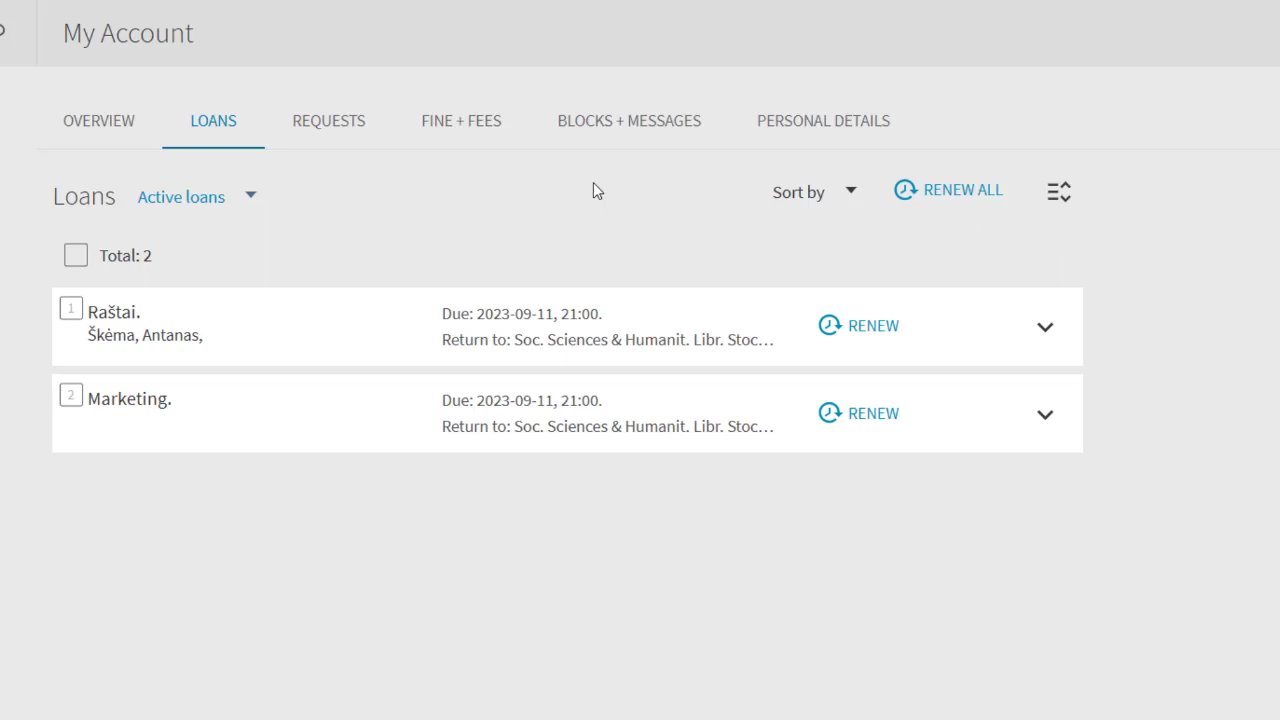 My Account
OVERVIEW LOANS REQUESTS FINE + FEES BLOCKS + MESSAGES PERSONAL DETAILS
Loans Active loans Sort by RENEW ALL
Total: 2
1 Raštai.
Škėma, Antanas,
Due: 2023-09-11, 21:00.
Return to: Soc. Sciences & Humanit. Libr. Stoc…
RENEW
2 Marketing.
Due: 2023-09-11, 21:00.
Return to: Soc. Sciences & Humanit. Libr. Stoc…
RENEW